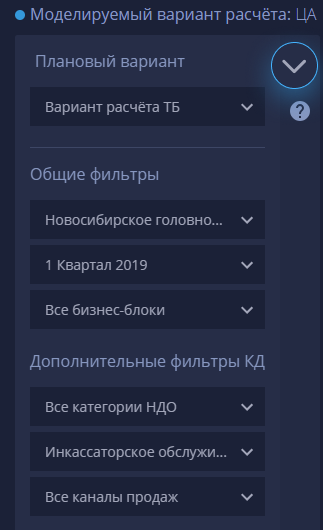 Моделируемый вариант расчёта: ЦА
Плановый вариант
Вариант расчёта ТБ
?
Общие фильтры
Новосибирское головно...
1 Квартал 2019
Все бизнес-блоки
Дополнительные фильтры КД
Все категории НДО
Инкассаторское обслужи...
Все каналы продаж